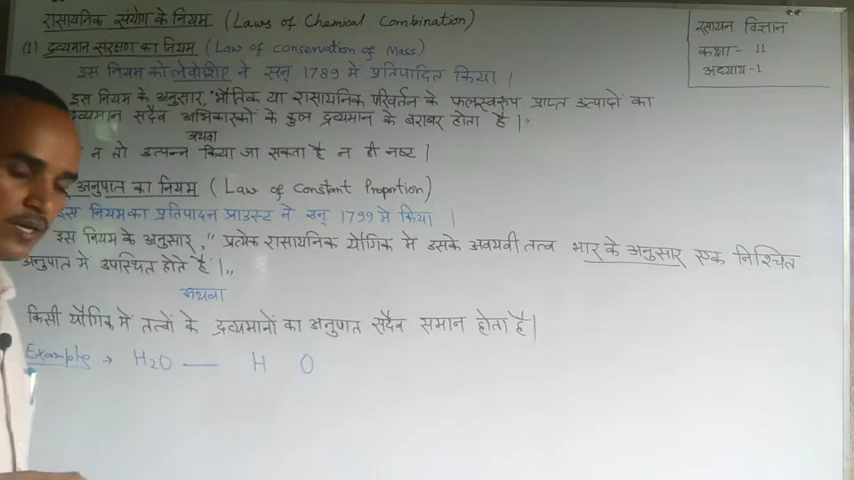 रासायनिक संयोग के नियम (Laws of Chemical Combination)
(1) द्रव्यमान संरक्षण का नियम (Law of Conservation of Mass)
इस नियम को लेवोशिए ने सन् 1789 में प्रतिपादित किया।
इस नियम के अनुसार, "भौतिक या रासायनिक परिवर्तन के फलस्वरूप प्राप्त उत्पादों का
द्रव्यमान सदैव अभिकारकों के कुल द्रव्यमान के बराबर होता है।"
अथवा
न तो उत्पन्न किया जा सकता है न ही नष्ट।
अनुपात का नियम (Law of Constant Proportion)
इस नियम का प्रतिपादन प्राउस्ट ने सन् 1799 में किया।
इस नियम के अनुसार, "प्रत्येक रासायनिक यौगिक में उसके अवयवी तत्व भार के अनुसार एक निश्चित
अनुपात में उपस्थित होते हैं।"
अथवा
किसी यौगिक में तत्वों के द्रव्यमानों का अनुपात सदैव समान होता है।
Example → H₂O — H O
रसायन विज्ञान
कक्षा - 11
अध्याय - 1